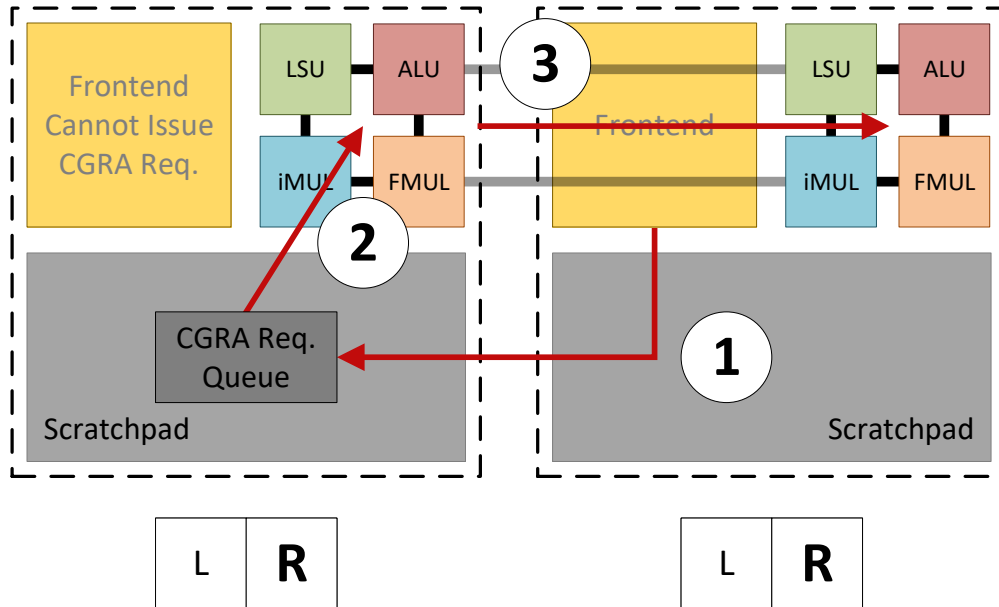 Frontend
Cannot Issue
CGRA Req.
LSU
ALU
iMUL
FMUL
3
Frontend
LSU
ALU
iMUL
FMUL
2
CGRA Req.
Queue
Scratchpad
1
Scratchpad
L
R
L
R